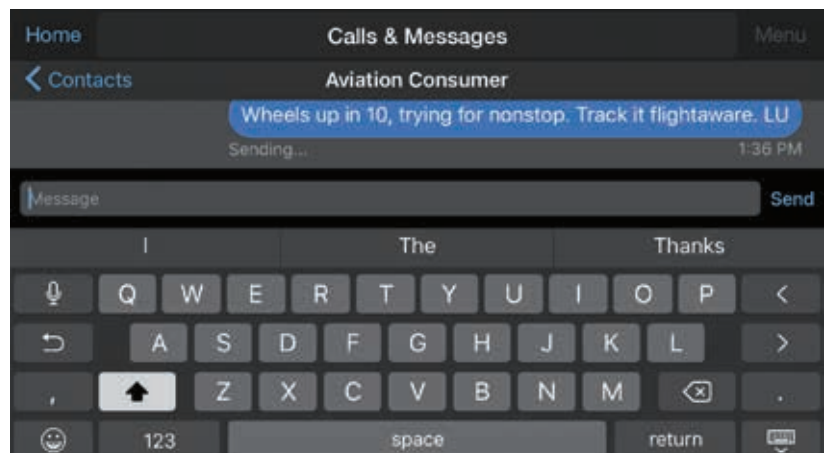 Home Calls & Messages Menu
Contacts Aviation Consumer
Wheels up in 10, trying for nonstop. Track it flightaware. LU
Sending... 1:36 PM
Message Send
I The Thanks
Q W E R T Y U I O P
A S D F G H J K L
, Z X C V B N M .
123 space return